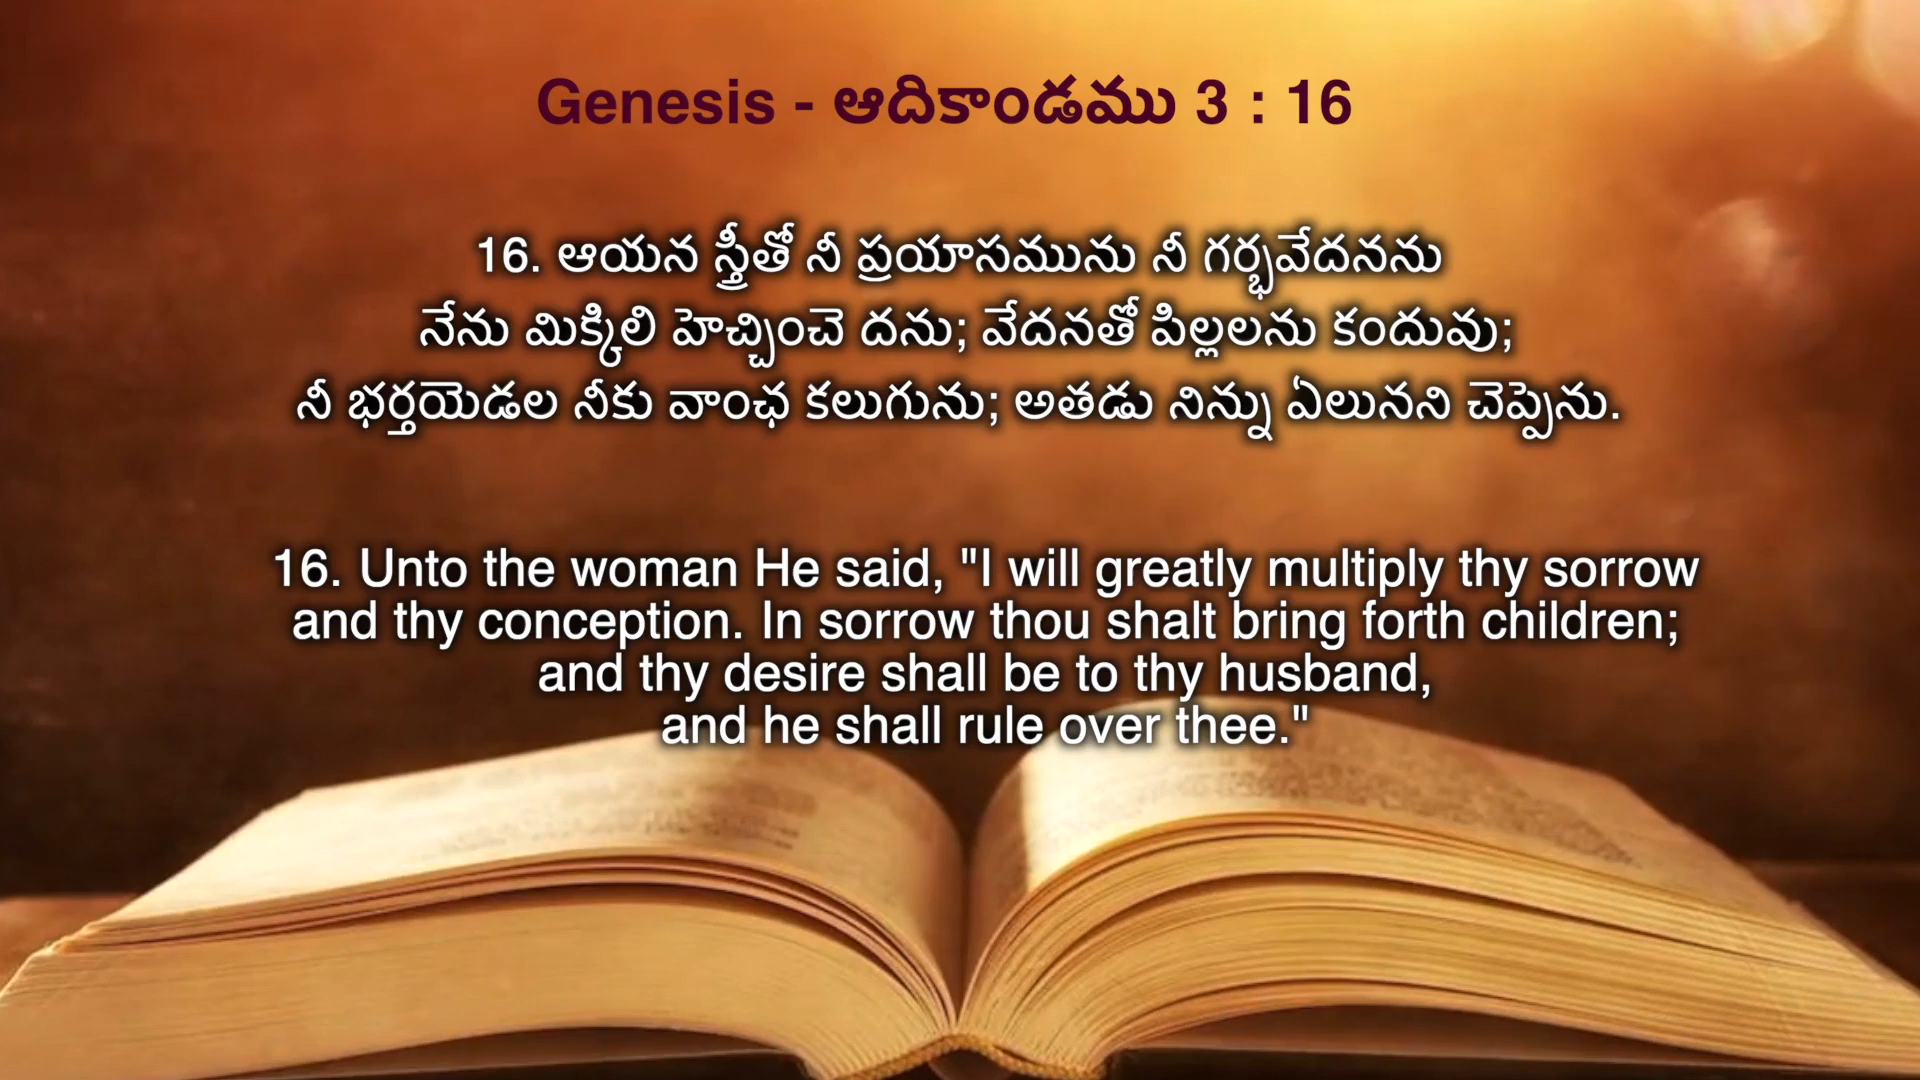 Genesis - ఆదికాండము 3 : 16
16. ఆయన స్త్రీతో నీ ప్రయాసమును నీ గర్భవేదనను
నేను మిక్కిలి హెచ్చించె దను; వేదనతో పిల్లలను కందువు;
నీ భర్తయెడల నీకు వాంఛ కలుగును; అతడు నిన్ను ఏలునని చెప్పెను.
16. Unto the woman He said, "I will greatly multiply thy sorrow
and thy conception. In sorrow thou shalt bring forth children;
and thy desire shall be to thy husband,
and he shall rule over thee."